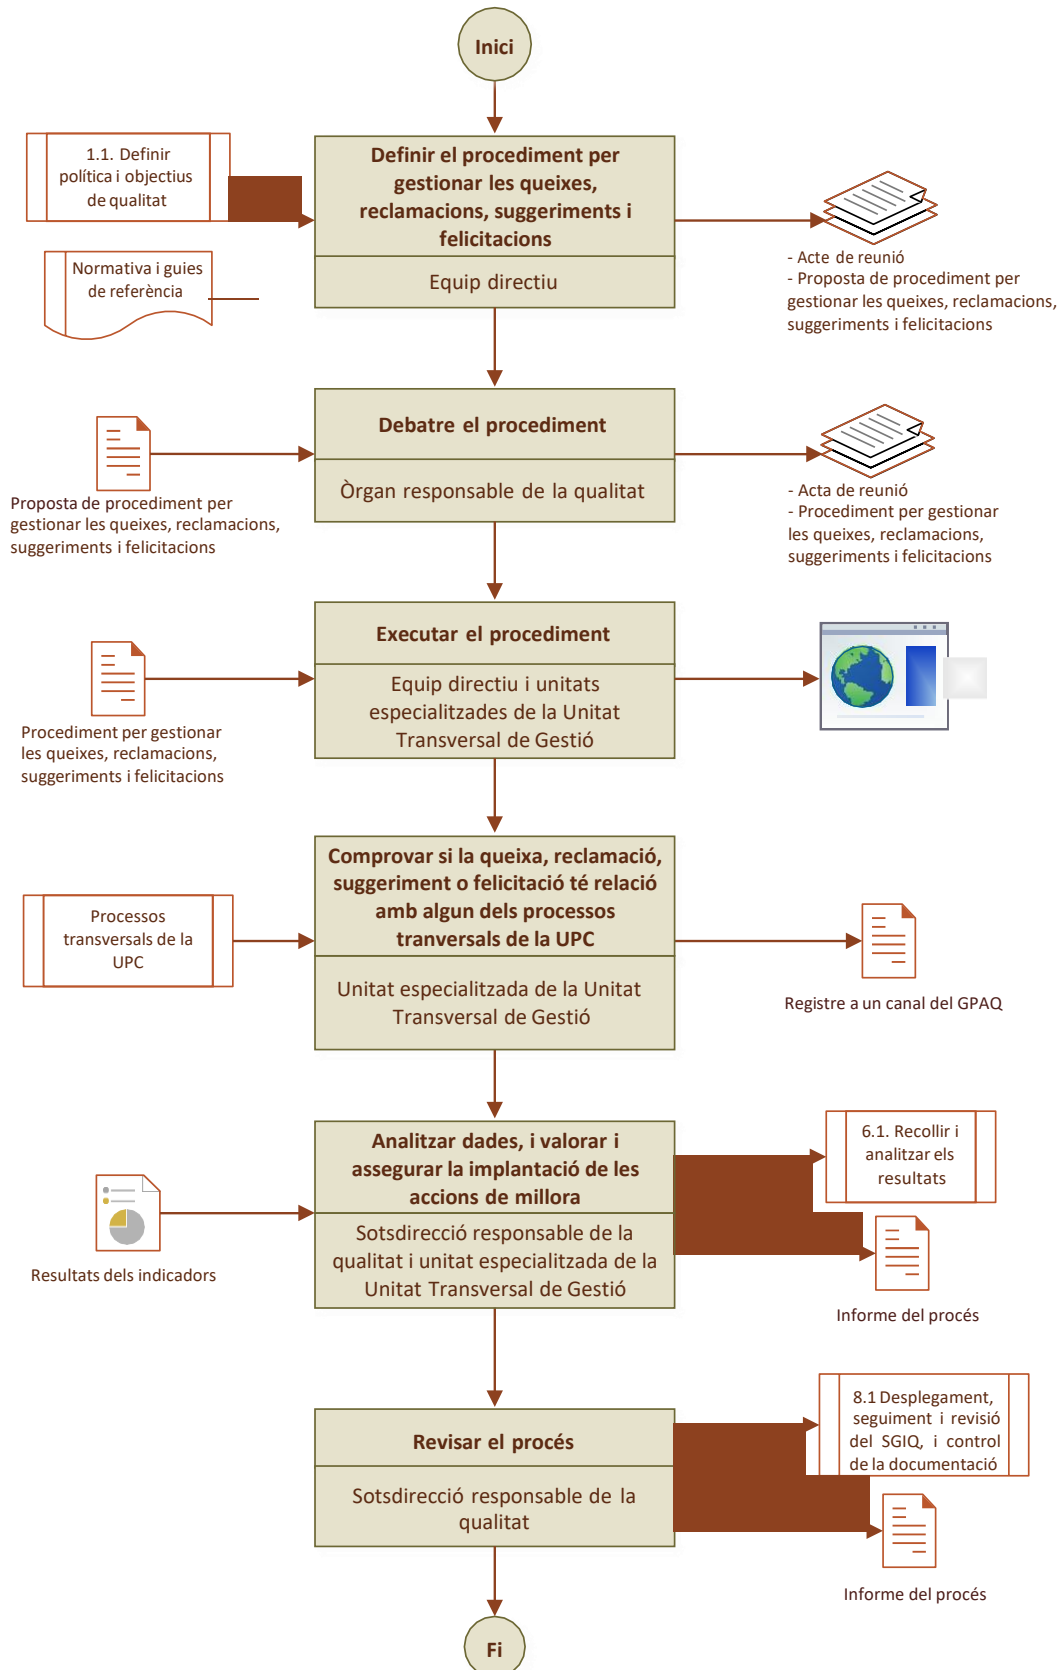 Inici
1.1. Definir
política i objectius
de qualitat
Normativa i guies
de referència
Definir el procediment per
gestionar les queixes,
reclamacions, suggeriments i
felicitacions
Equip directiu
- Acte de reunió
- Proposta de procediment per
gestionar les queixes, reclamacions,
suggeriments i felicitacions
Proposta de procediment per
gestionar les queixes, reclamacions,
suggeriments i felicitacions
Debatre el procediment
Òrgan responsable de la qualitat
- Acta de reunió
- Procediment per gestionar
les queixes, reclamacions,
suggeriments i felicitacions
Procediment per gestionar
les queixes, reclamacions,
suggeriments i felicitacions
Executar el procediment
Equip directiu i unitats
especialitzades de la Unitat
Transversal de Gestió
Processos
transversals de la
UPC
Comprovar si la queixa, reclamació,
suggeriment o felicitació té relació
amb algun dels processos
tranversals de la UPC
Unitat especialitzada de la Unitat
Transversal de Gestió
Registre a un canal del GPAQ
Resultats dels indicadors
Analitzar dades, i valorar i
assegurar la implantació de les
accions de millora
Sotsdirecció responsable de la
qualitat i unitat especialitzada de la
Unitat Transversal de Gestió
6.1. Recollir i
analitzar els
resultats
Informe del procés
Revisar el procés
Sotsdirecció responsable de la
qualitat
8.1 Desplegament,
seguiment i revisió
del SGIQ, i control
de la documentació
Informe del procés
Fi